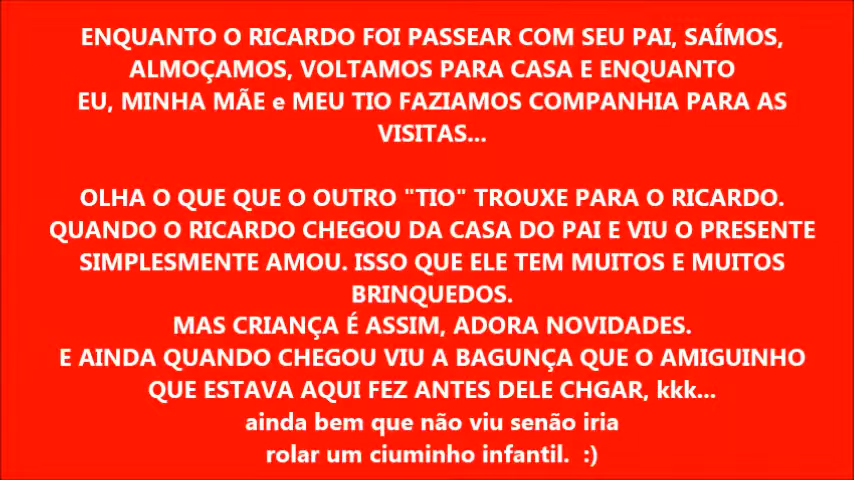 ENQUANTO O RICARDO FOI PASSEAR COM SEU PAI, SAÍMOS,
ALMOÇAMOS, VOLTAMOS PARA CASA E ENQUANTO
EU, MINHA MÃE e MEU TIO FAZIAMOS COMPANHIA PARA AS
VISITAS...
OLHA O QUE QUE O OUTRO "TIO" TROUXE PARA O RICARDO.
QUANDO O RICARDO CHEGOU DA CASA DO PAI E VIU O PRESENTE
SIMPLESMENTE AMOU. ISSO QUE ELE TEM MUITOS E MUITOS
BRINQUEDOS.
MAS CRIANÇA É ASSIM, ADORA NOVIDADES.
E AINDA QUANDO CHEGOU VIU A BAGUNÇA QUE O AMIGUINHO
QUE ESTAVA AQUI FEZ ANTES DELE CHGAR, kkk...
ainda bem que não viu senão iria
rolar um ciuminho infantil.  :)